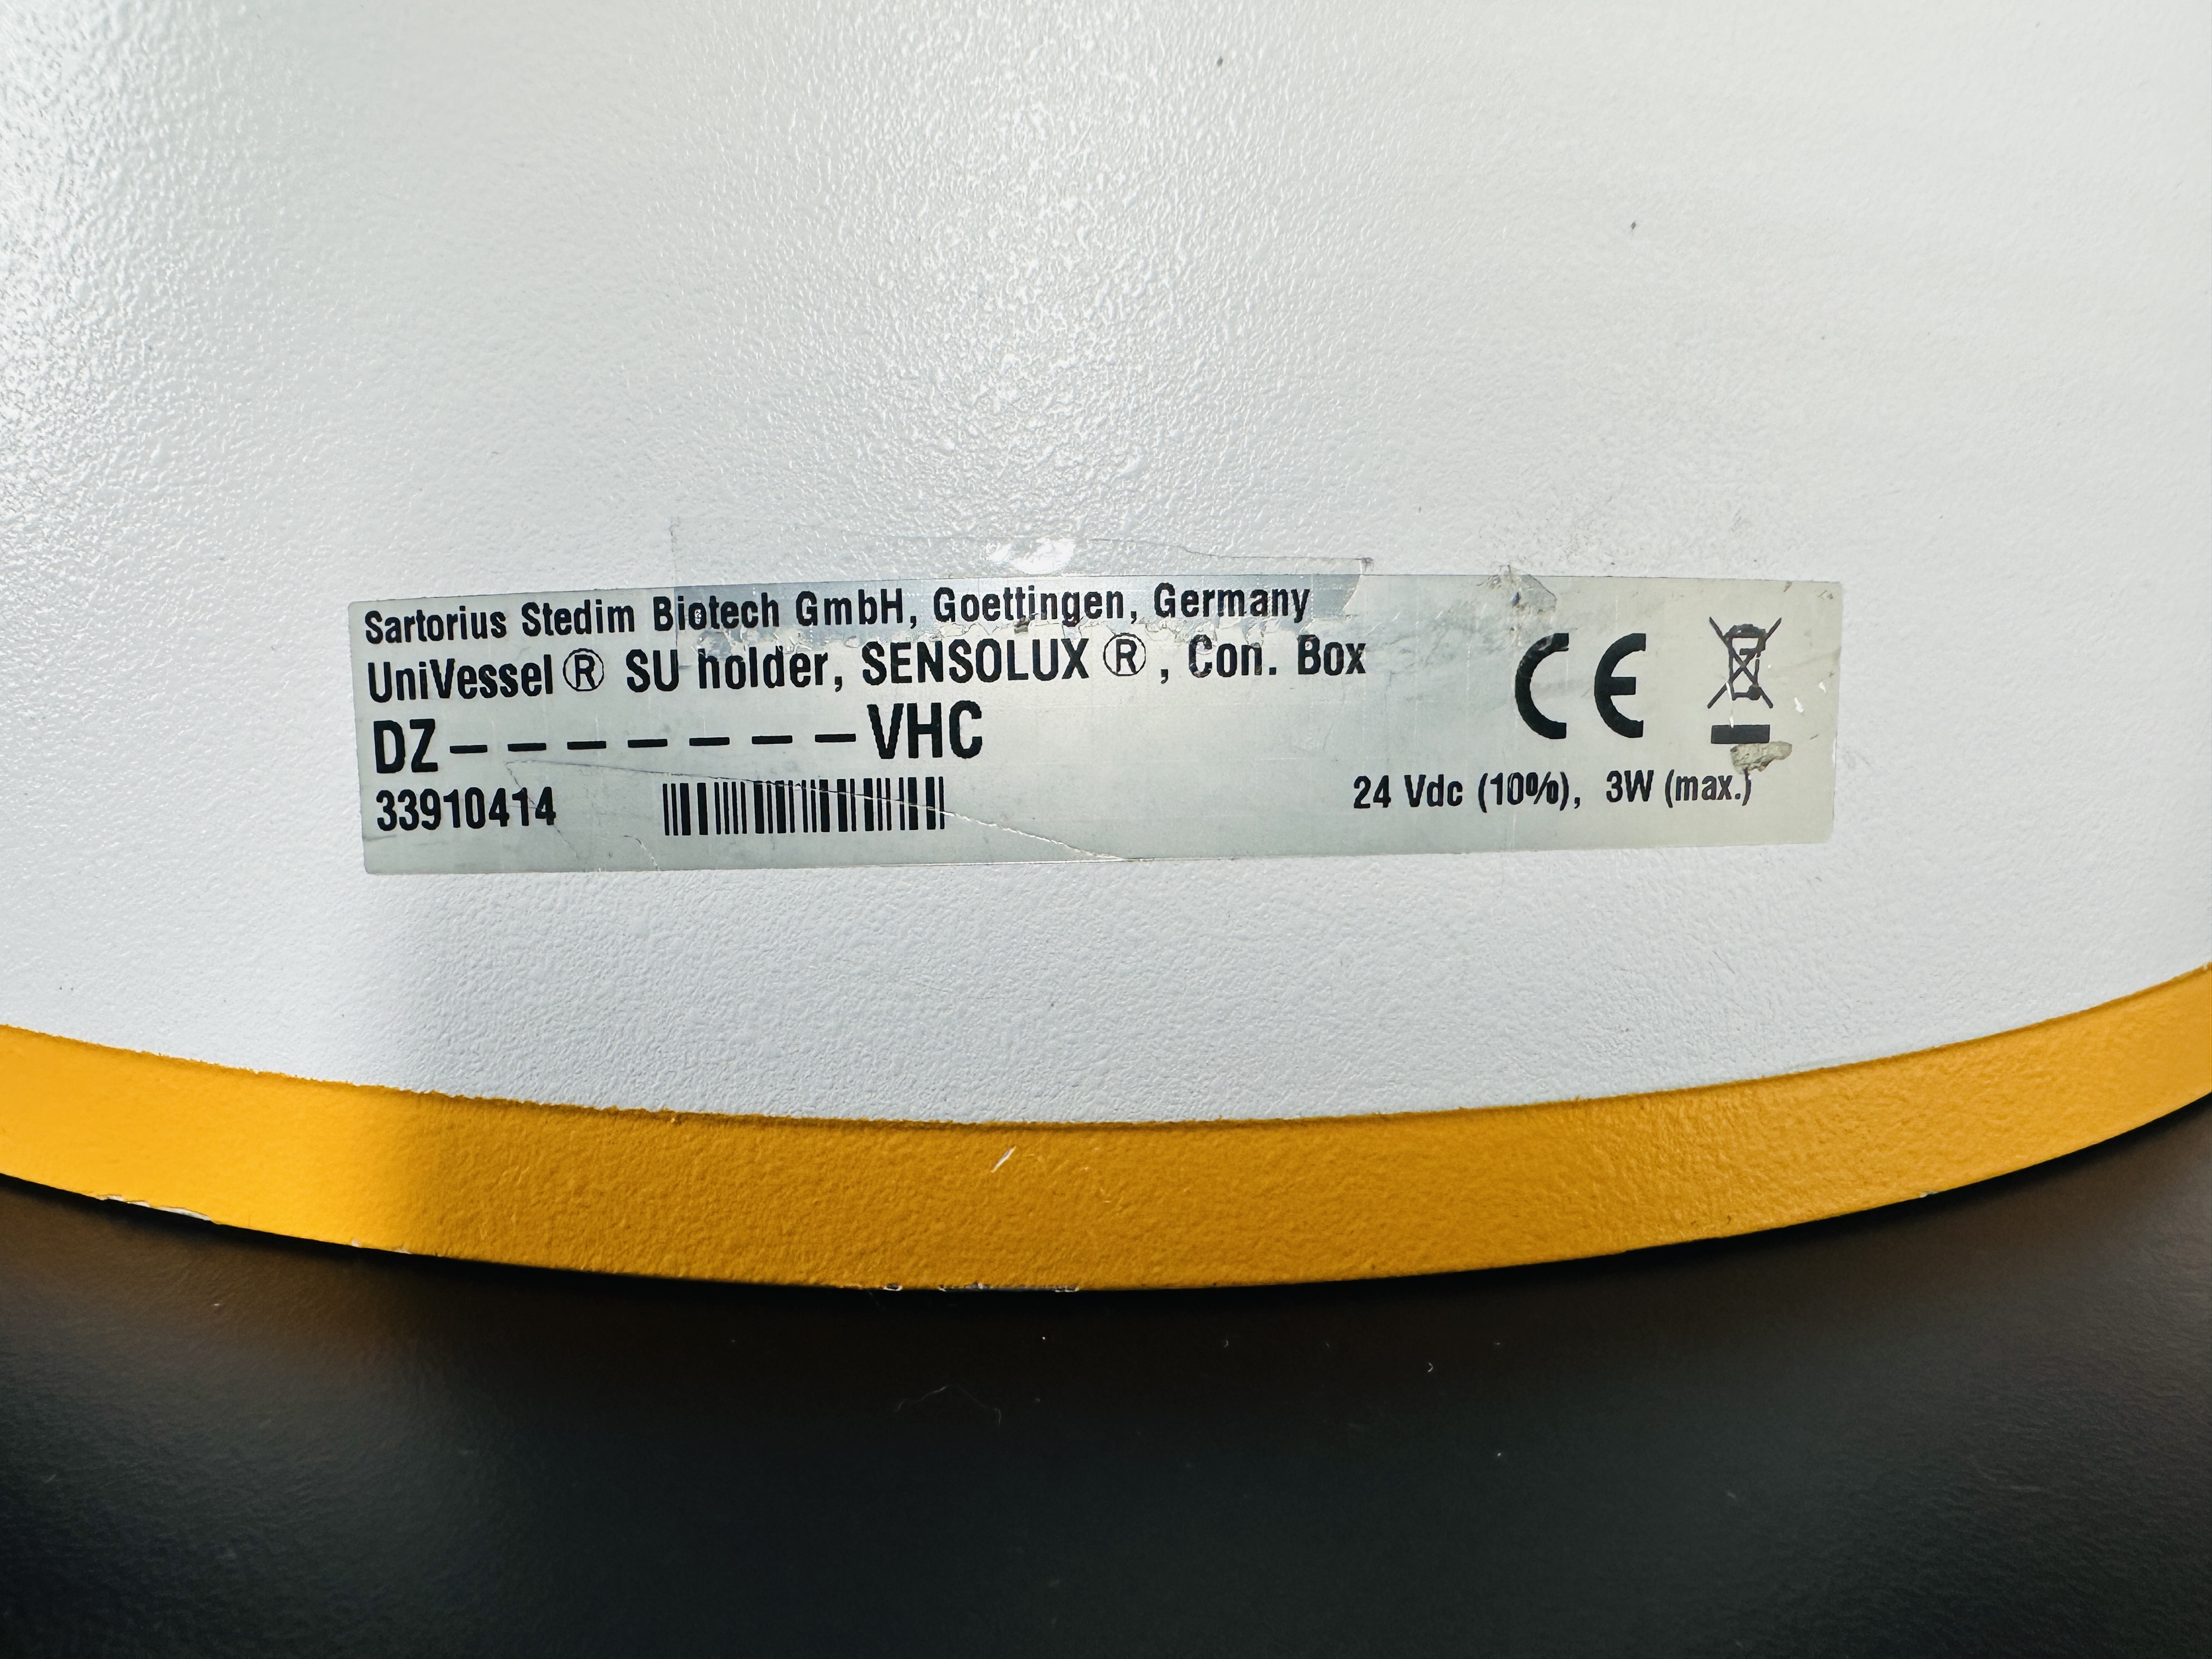 Sartorius Stedim Biotech GmbH, Goettingen, Germany
UniVessel® SU holder, SENSOLUX®, Con. Box
DZ-------VHC
33910414
CE
24 Vdc (10%), 3W (max.)